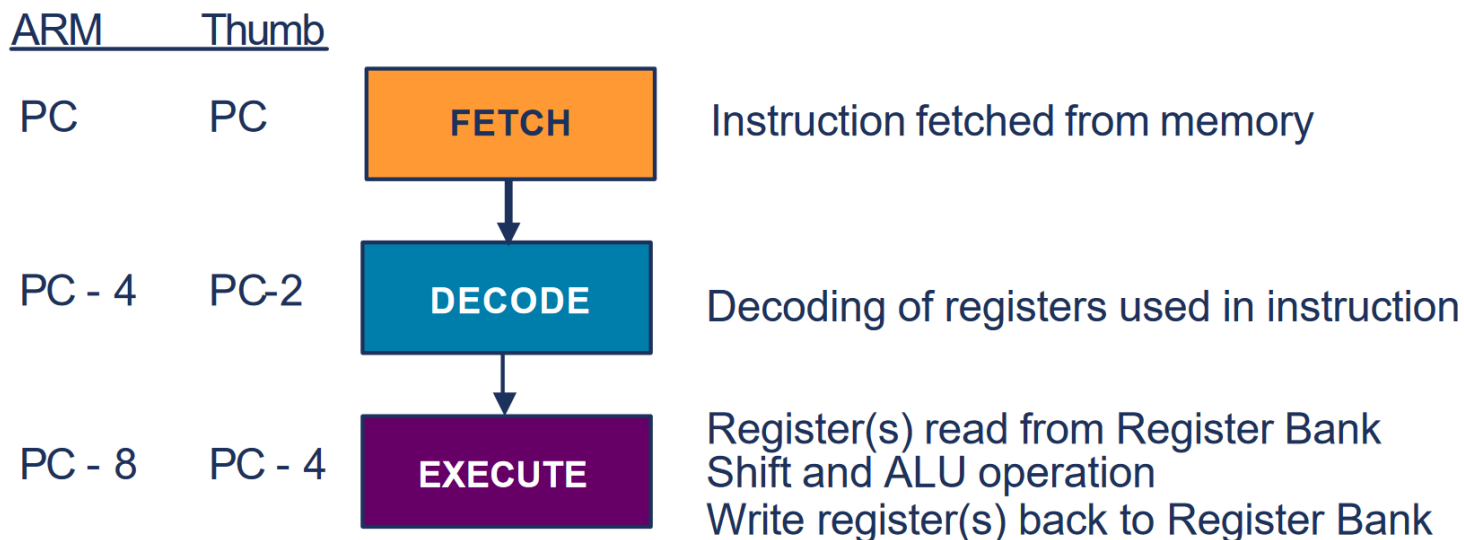 ARM Thumb
PC PC FETCH Instruction fetched from memory
PC - 4 PC-2 DECODE Decoding of registers used in instruction
PC - 8 PC - 4 EXECUTE Register(s) read from Register Bank
Shift and ALU operation
Write register(s) back to Register Bank